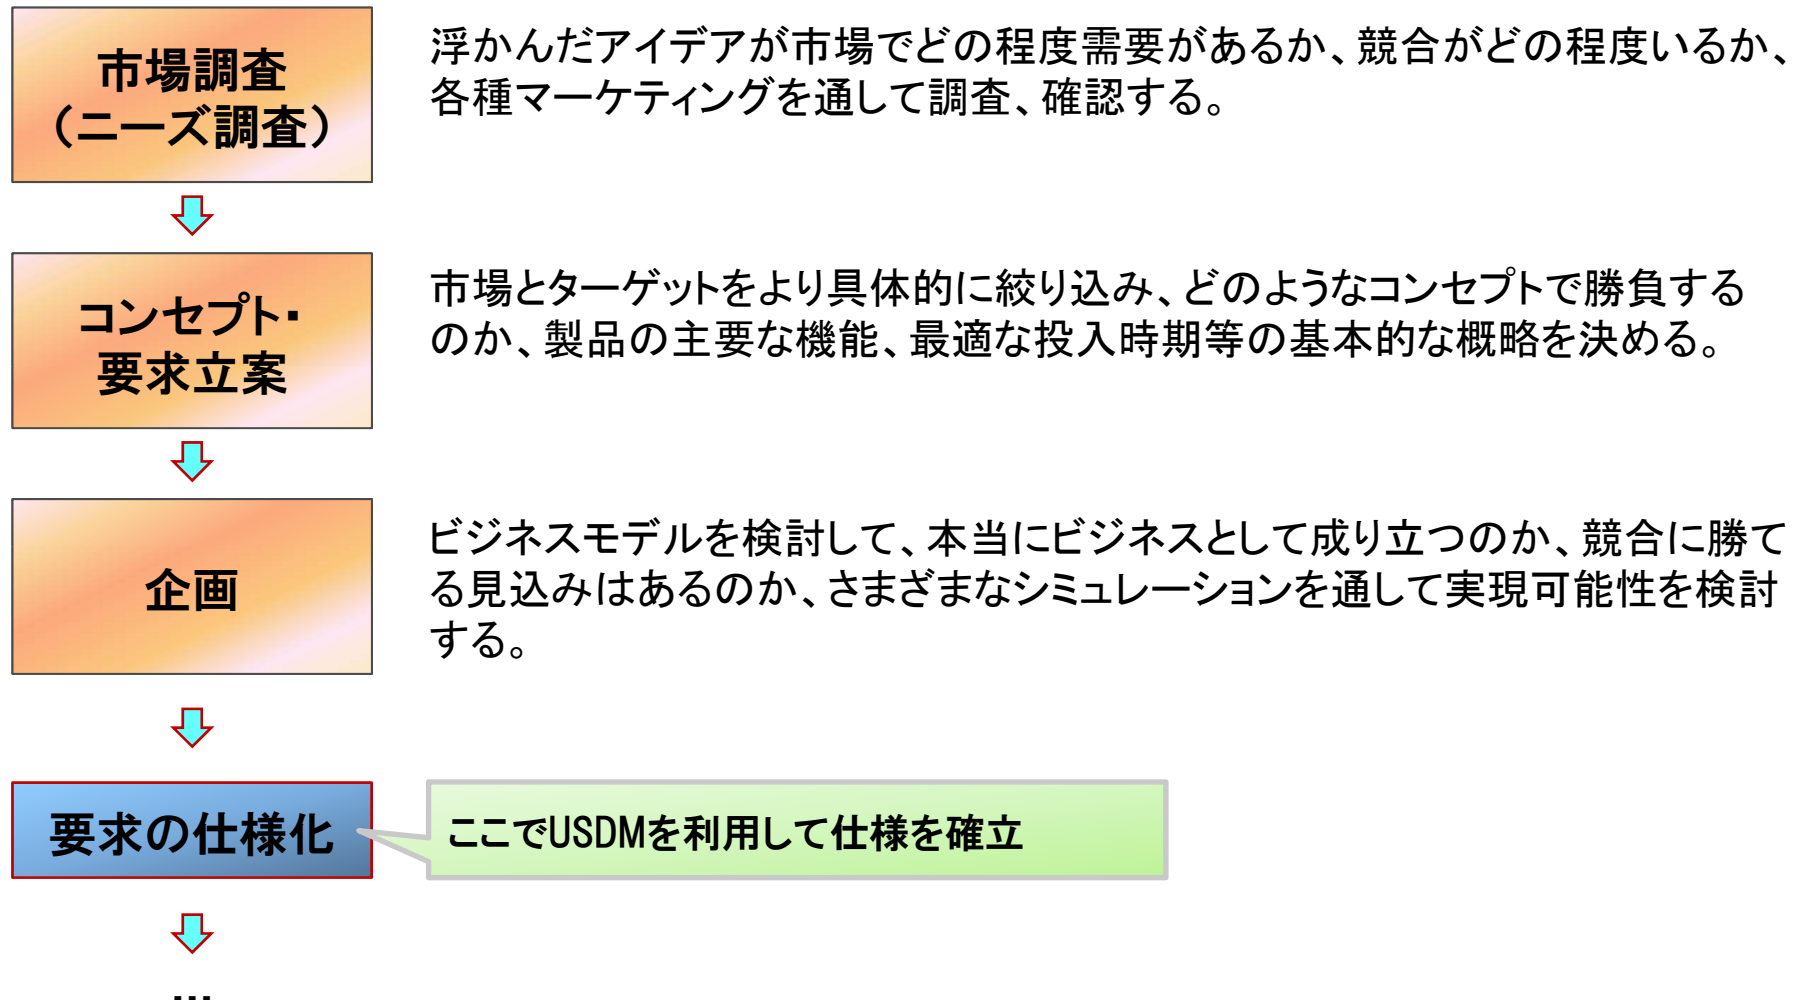 市場調査
（ニーズ調査）
浮かんだアイデアが市場でどの程度需要があるか、競合がどの程度いるか、
各種マーケティングを通して調査、確認する。
コンセプト・
要求立案
市場とターゲットをより具体的に絞り込み、どのようなコンセプトで勝負する
のか、製品の主要な機能、最適な投入時期等の基本的な概略を決める。
企画
ビジネスモデルを検討して、本当にビジネスとして成り立つのか、競合に勝て
る見込みはあるのか、さまざまなシミュレーションを通して実現可能性を検討
する。
要求の仕様化
ここでUSDMを利用して仕様を確立
…